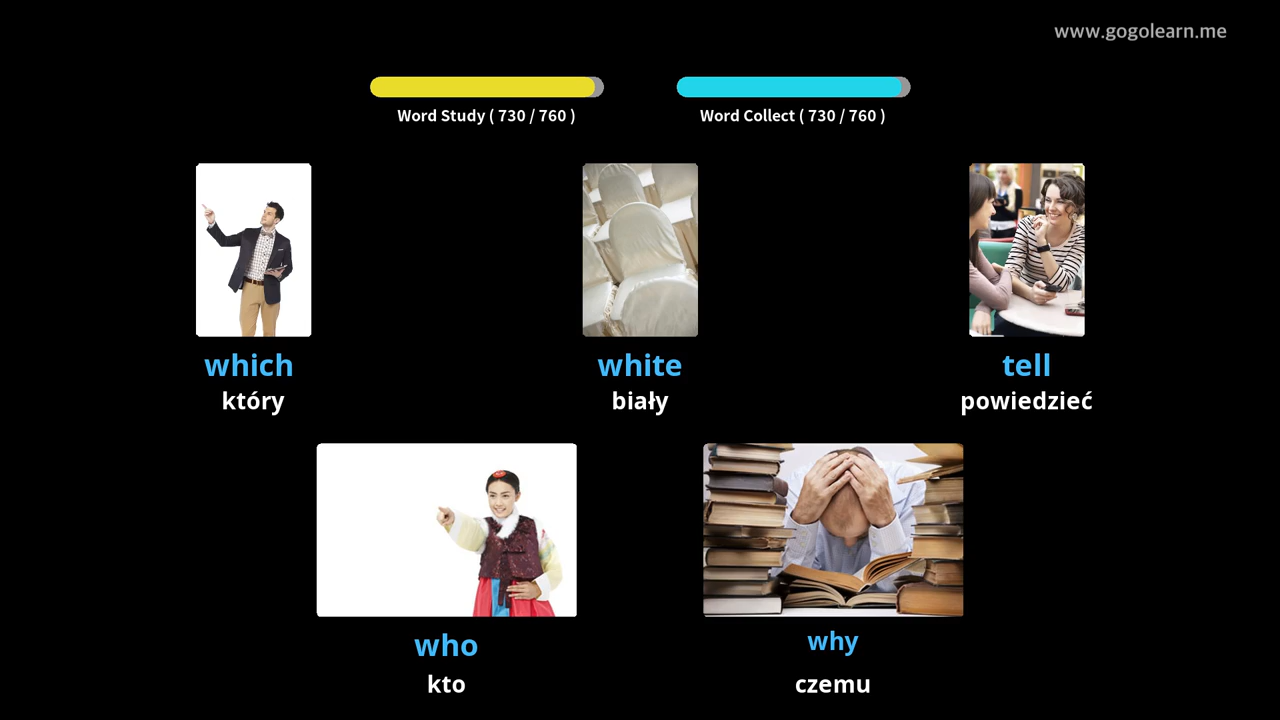 www.gogolearn.me
Word Study ( 730 / 760 )
Word Collect ( 730 / 760 )
which
który
white
biały
tell
powiedzieć
who
kto
why
czemu